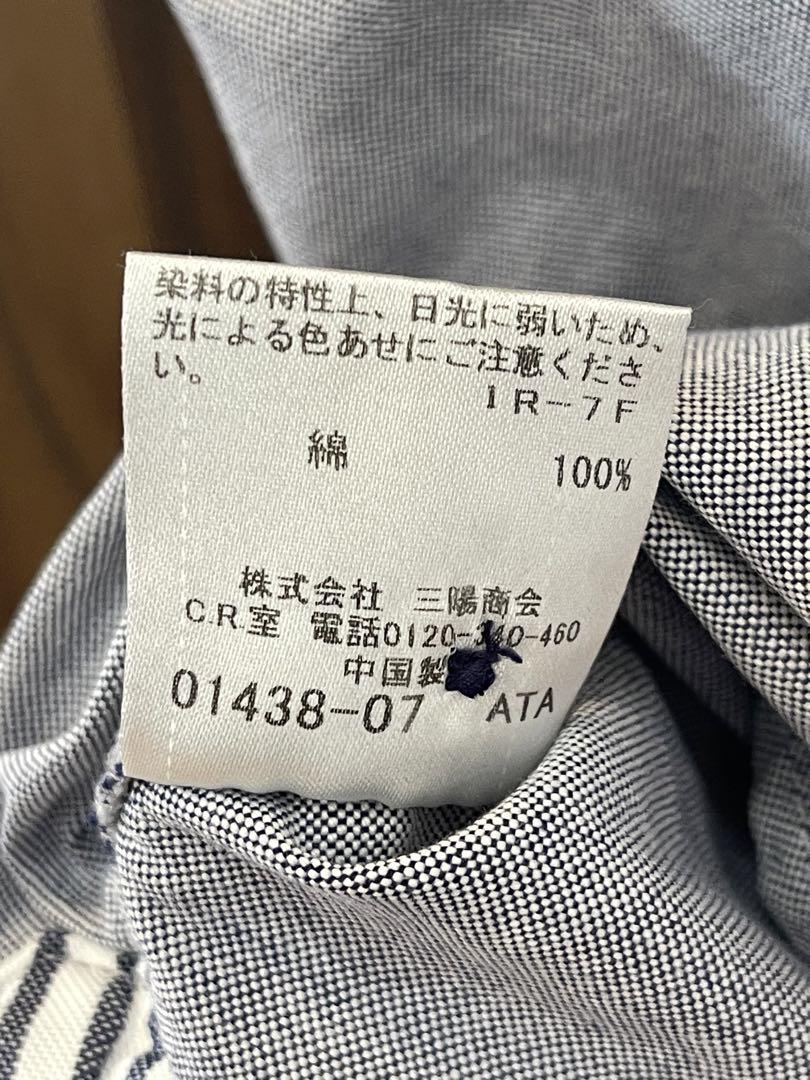 染料の特性上、日光に弱いため、
光による色あせにご注意くださ
い。
IR-7F
綿 100%
株式会社 三陽商会
C.R.室 電話0120-340-460
中国製
01438-07 ATA